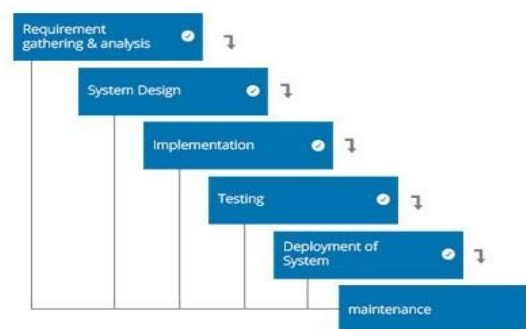 Requirement
gathering & analysis
System Design
Implementation
Testing
Deployment of
System
maintenance